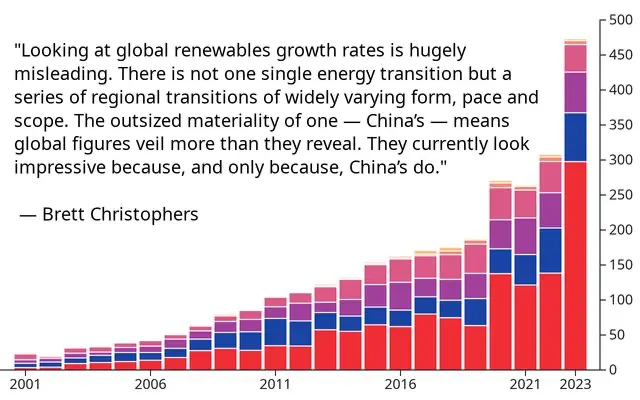 "Looking at global renewables growth rates is hugely
misleading. There is not one single energy transition but a
series of regional transitions of widely varying form, pace and
scope. The outsized materiality of one — China’s — means
global figures veil more than they reveal. They currently look
impressive because, and only because, China’s do."
— Brett Christophers
500
450
400
350
300
250
200
150
100
50
0
2001 2006 2011 2016 2021 2023